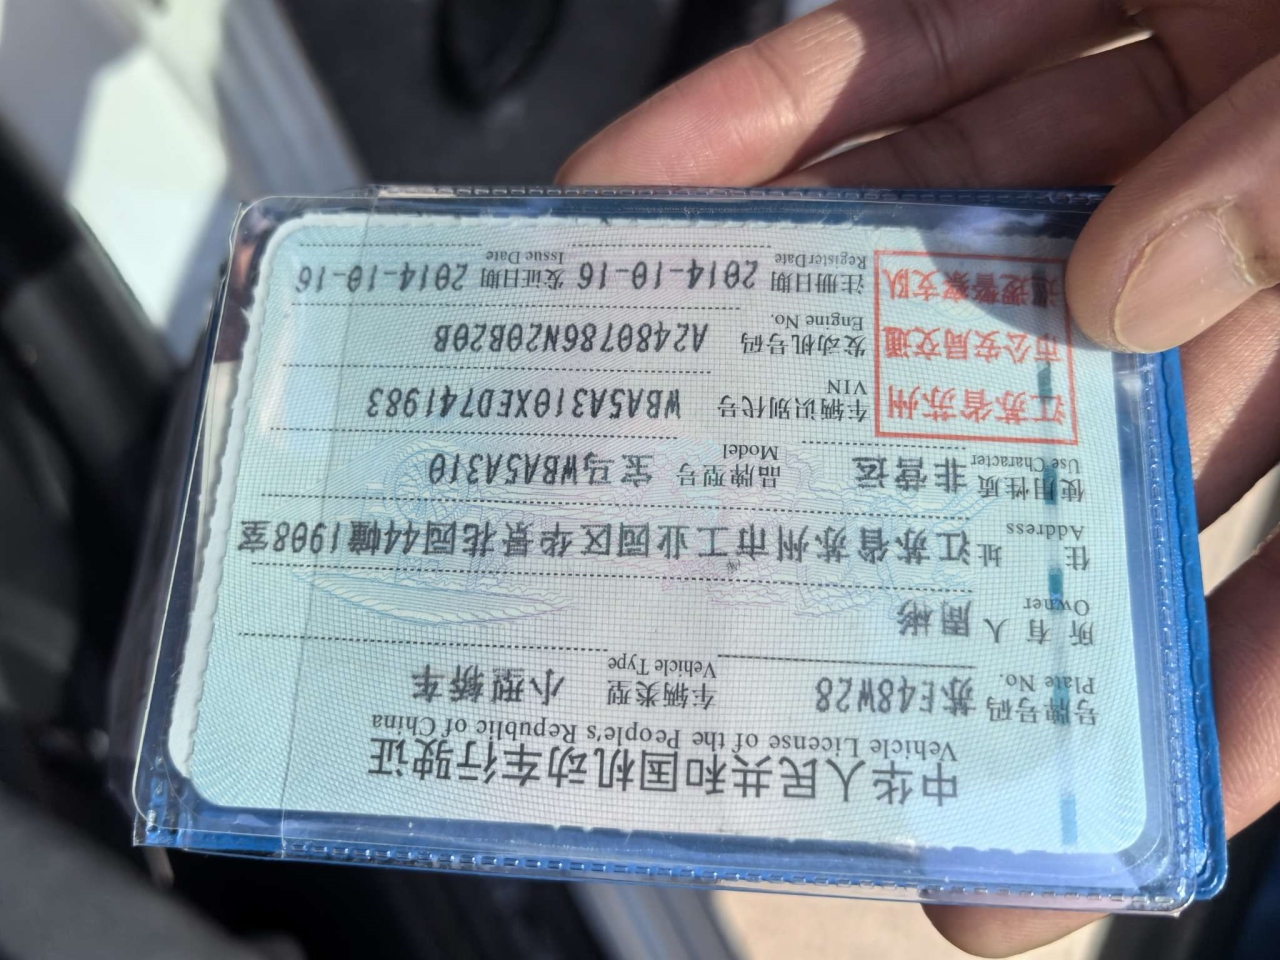 中华人民共和国机动车行驶证
Vehicle License of the People's Republic of China
号牌号码 苏E48W28 车辆类型 小型轿车
Plate No. Vehicle Type
所有人 周彬
Owner
住址 江苏省苏州市工业园区华景花园44幢1908室
Address
使用性质 非营运 品牌型号 宝马WBA5A310
Use Character Model
江苏省苏州
市公安局交通
巡逻警察支队
车辆识别代号 WBA5A310XED741983
VIN
发动机号码 A2480786N20B20B
Engine No.
注册日期 2014-10-16 发证日期 2014-10-16
Register Date Issue Date